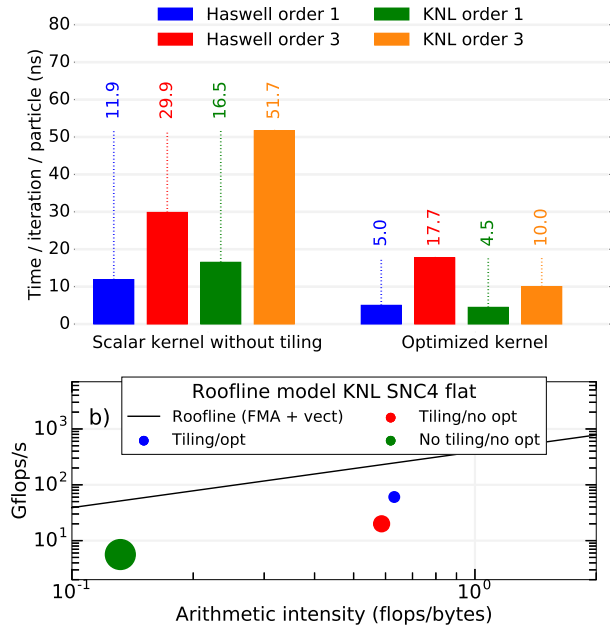 80
70
60
50
40
30
20
10
0
Time / iteration / particle (ns)
Haswell order 1
Haswell order 3
KNL order 1
KNL order 3
11.9
29.9
16.5
51.7
5.0
17.7
4.5
10.0
Scalar kernel without tiling
Optimized kernel
b)
Roofline model KNL SNC4 flat
Roofline (FMA + vect)
Tiling/opt
Tiling/no opt
No tiling/no opt
Gflops/s
10³
10²
10¹
10⁻¹
10⁰
Arithmetic intensity (flops/bytes)